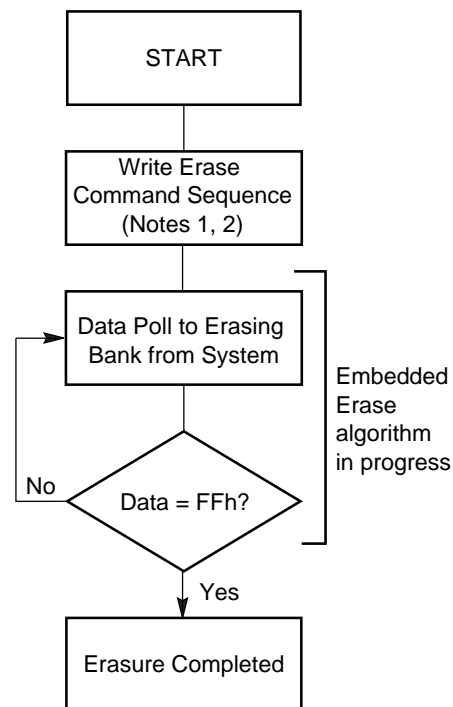 START
Write Erase
Command Sequence
(Notes 1, 2)
Data Poll to Erasing
Bank from System
Embedded
Erase
algorithm
in progress
No
Data = FFh?
Yes
Erasure Completed